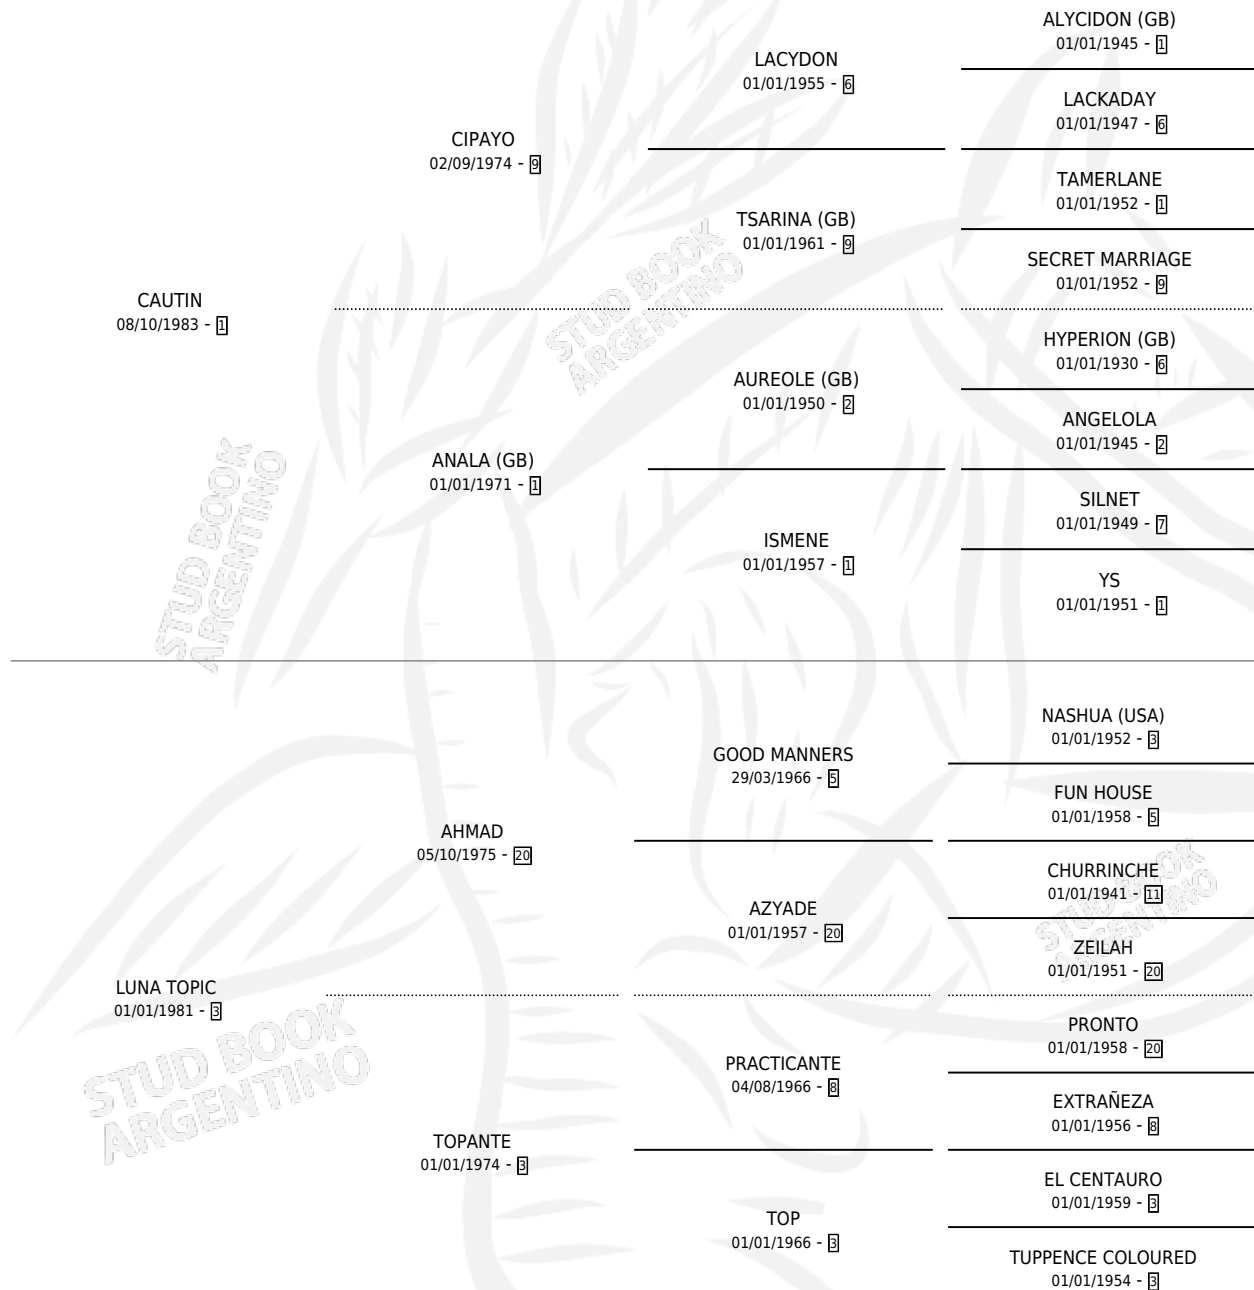 ALYCIDON (GB)
01/01/1945 - 1
LACYDON
01/01/1955 - 6
LACKADAY
01/01/1947 - 6
CIPAYO
02/09/1974 - 9
TAMERLANE
01/01/1952 - 1
TSARINA (GB)
01/01/1961 - 9
SECRET MARRIAGE
01/01/1952 - 9
CAUTIN
08/10/1983 - 1
STUD BOOK
ARGENTINO
HYPERION (GB)
01/01/1930 - 6
AUREOLE (GB)
01/01/1950 - 2
ANGELOLA
01/01/1945 - 2
ANALA (GB)
01/01/1971 - 1
SILNET
01/01/1949 - 7
ISMENE
01/01/1957 - 1
YS
01/01/1951 - 1
STUD BOOK
ARGENTINO
NASHUA (USA)
01/01/1952 - 3
GOOD MANNERS
29/03/1966 - 5
FUN HOUSE
01/01/1958 - 5
AHMAD
05/10/1975 - 20
CHURRINCHE
01/01/1941 - 11
AZYADE
01/01/1957 - 20
STUD BOOK
ARGENTINO
ZEILAH
01/01/1951 - 20
LUNA TOPIC
01/01/1981 - 3
PRONTO
01/01/1958 - 20
STUD BOOK
ARGENTINO
PRACTICANTE
04/08/1966 - 8
EXTRAÑEZA
01/01/1956 - 8
TOPANTE
01/01/1974 - 3
EL CENTAURO
01/01/1959 - 3
TOP
01/01/1966 - 3
TUPPENCE COLOURED
01/01/1954 - 3